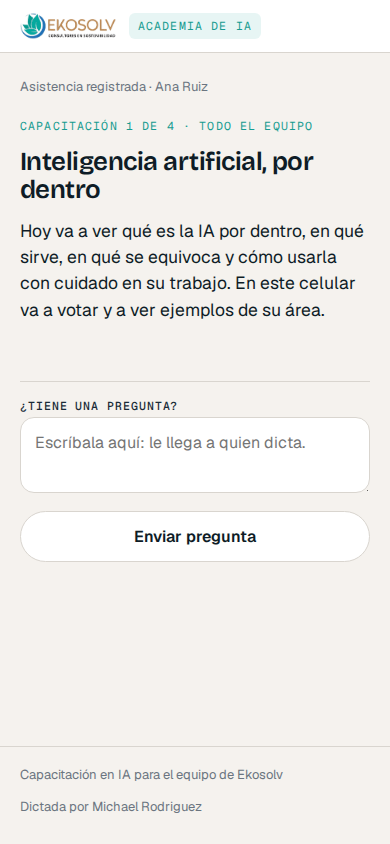 EKOSOLV
ACADEMIA DE IA
Asistencia registrada · Ana Ruiz
CAPACITACIÓN 1 DE 4 · TODO EL EQUIPO
Inteligencia artificial, por
dentro
Hoy va a ver qué es la IA por dentro, en qué
sirve, en qué se equivoca y cómo usarla
con cuidado en su trabajo. En este celular
va a votar y a ver ejemplos de su área.
¿TIENE UNA PREGUNTA?
Escríbala aquí: le llega a quien dicta.
Enviar pregunta
Capacitación en IA para el equipo de Ekosolv
Dictada por Michael Rodriguez